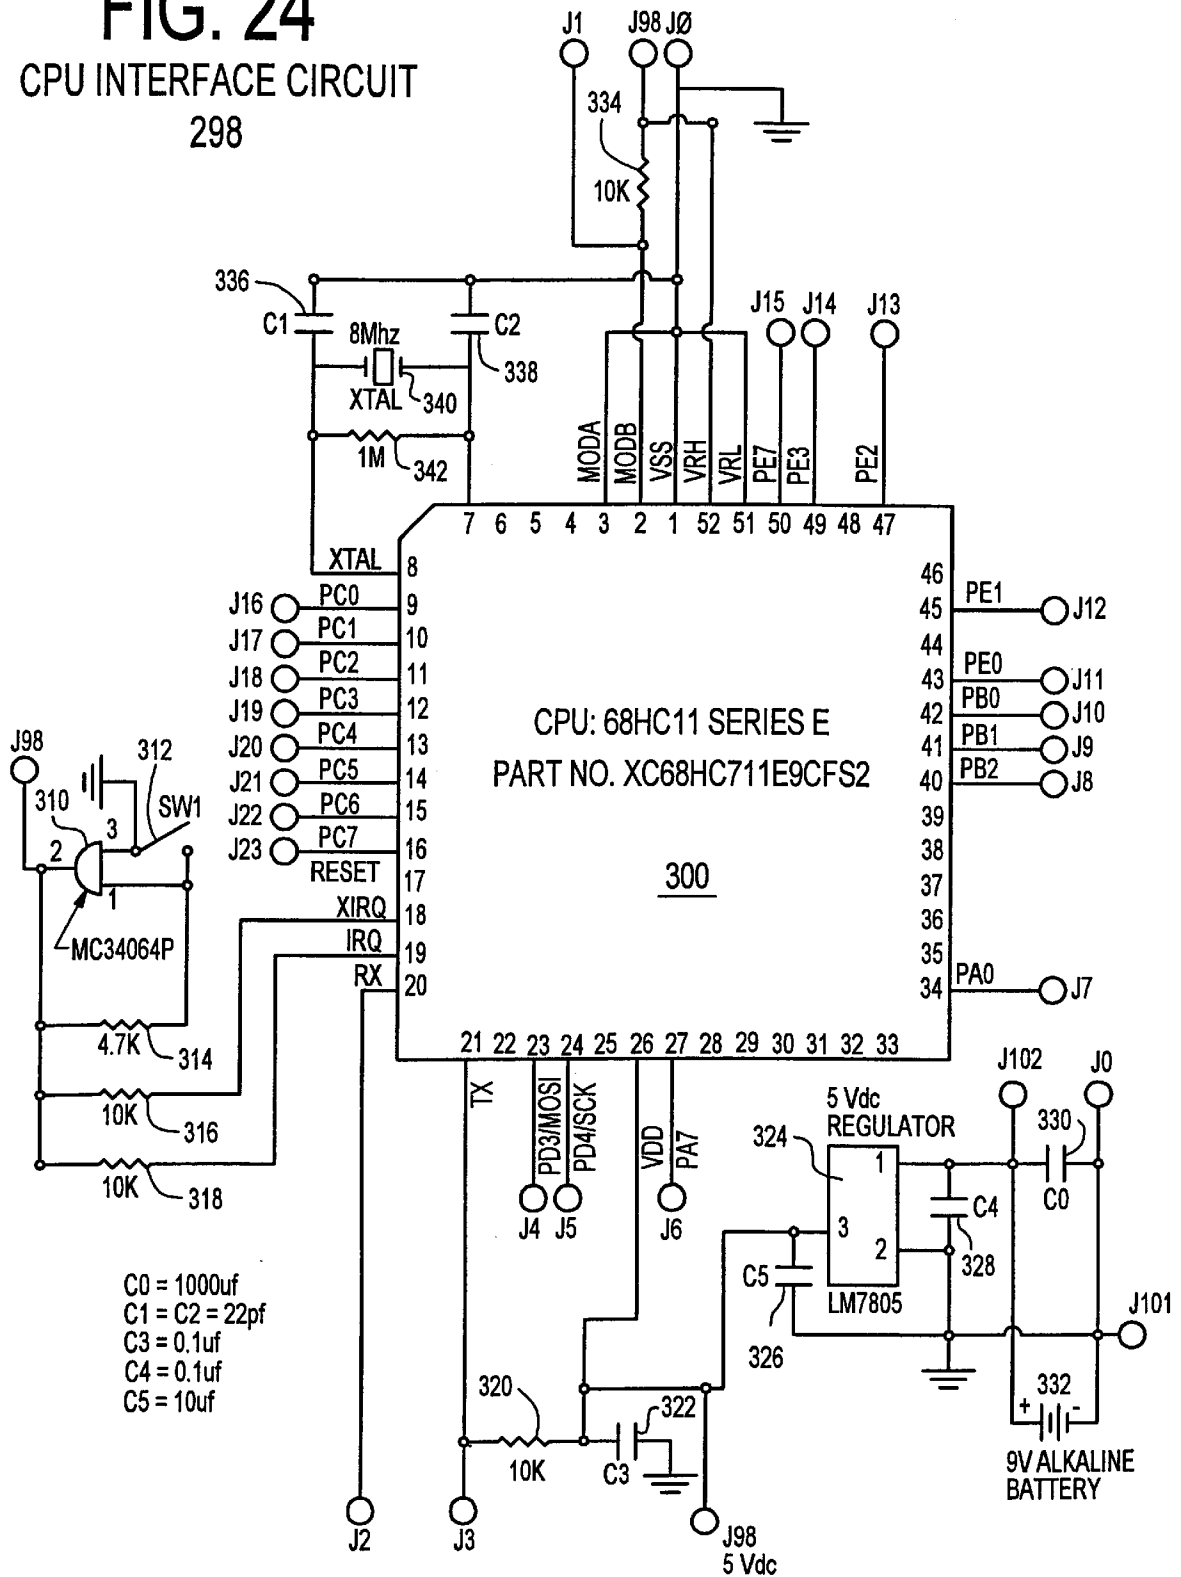 FIG. 24
CPU INTERFACE CIRCUIT
298
J1
J98
JØ
334
10K
336
C1
8Mhz
XTAL
340
C2
338
1M
342
J15
J14
J13
MODA
MODB
VSS
VRH
VRL
PE7
PE3
PE2
7 6 5 4 3 2 1 52 51 50 49 48 47
XTAL 8
J16 PC0 9
J17 PC1 10
J18 PC2 11
J19 PC3 12
J20 PC4 13
J21 PC5 14
J22 PC6 15
J23 PC7 16
RESET 17
XIRQ 18
IRQ 19
RX 20
CPU: 68HC11 SERIES E
PART NO. XC68HC711E9CFS2
300
46
45 PE1 J12
44
43 PE0 J11
42 PB0 J10
41 PB1 J9
40 PB2 J8
39
38
37
36
35
34 PA0 J7
J98
312
310
SW1
3
2
1
MC34064P
4.7K
314
10K
316
10K
318
21 22 23 24 25 26 27 28 29 30 31 32 33
TX
PD3/MOSI
PD4/SCK
VDD
PA7
J4
J5
J6
J102
J0
5 Vdc
REGULATOR
324
330
1
C0
3
C4
2
328
C5
LM7805
326
J101
332
+ -
9V ALKALINE
BATTERY
C0 = 1000uf
C1 = C2 = 22pf
C3 = 0.1uf
C4 = 0.1uf
C5 = 10uf
320
322
10K
C3
J2
J3
J98
5 Vdc